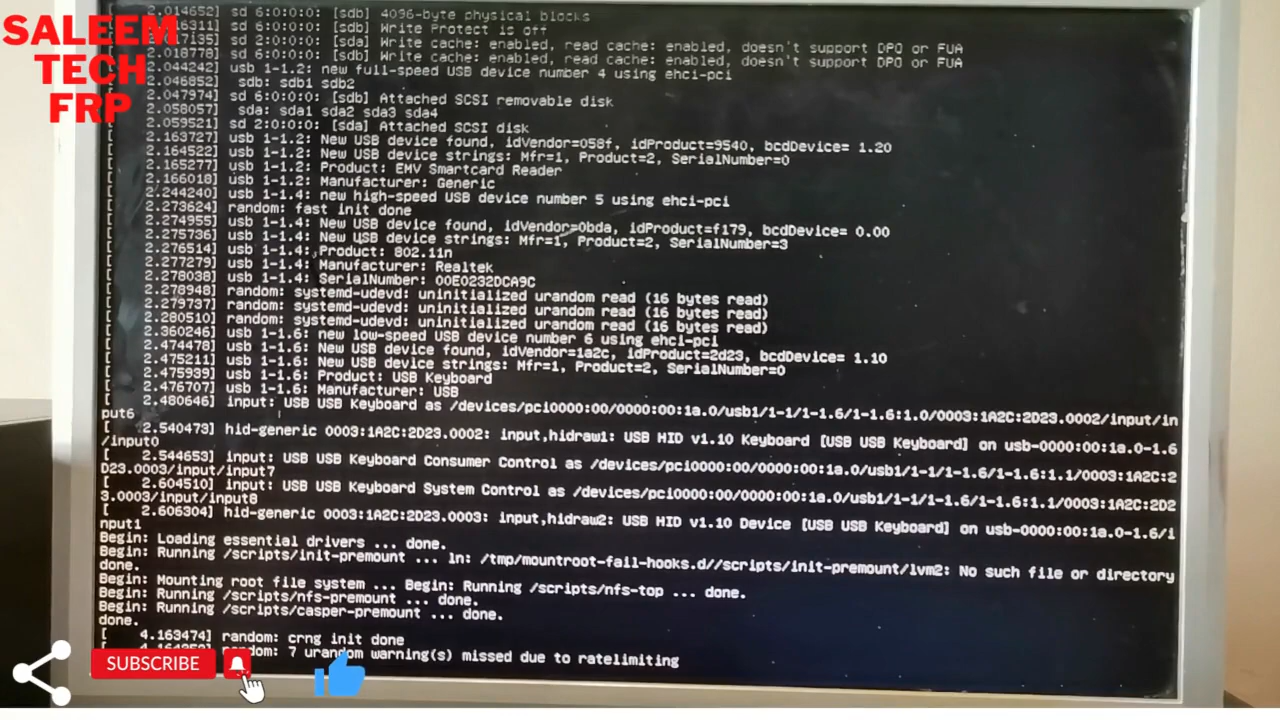 SALEEM
TECH
FRP
2.014652] sd 6:0:0:0: [sdb] 4096-byte physical blocks
16311] sd 6:0:0:0: [sdb] Write Protect is off
17135] sd 2:0:0:0: [sda] Write cache: enabled, read cache: enabled, doesn't support DPO or FUA
2.018778] sd 6:0:0:0: [sdb] Write cache: enabled, read cache: enabled, doesn't support DPO or FUA
2.044242] usb 1-1.2: new full-speed USB device number 4 using ehci-pci
2.046852] sdb: sdb1 sdb2
2.047974] sd 6:0:0:0: [sdb] Attached SCSI removable disk
2.058057] sda: sda1 sda2 sda3 sda4
2.059521] sd 2:0:0:0: [sda] Attached SCSI disk
[ 2.163727] usb 1-1.2: New USB device found, idVendor=058f, idProduct=9540, bcdDevice= 1.20
[ 2.164522] usb 1-1.2: New USB device strings: Mfr=1, Product=2, SerialNumber=0
[ 2.165277] usb 1-1.2: Product: EMV Smartcard Reader
[ 2.166018] usb 1-1.2: Manufacturer: Generic
[ 2.244240] usb 1-1.4: new high-speed USB device number 5 using ehci-pci
[ 2.273624] random: fast init done
[ 2.274955] usb 1-1.4: New USB device found, idVendor=0bda, idProduct=f179, bcdDevice= 0.00
[ 2.275736] usb 1-1.4: New USB device strings: Mfr=1, Product=2, SerialNumber=3
[ 2.276514] usb 1-1.4: Product: 802.11n
[ 2.277279] usb 1-1.4: Manufacturer: Realtek
[ 2.278038] usb 1-1.4: SerialNumber: 00E0232DCA9C
[ 2.278948] random: systemd-udevd: uninitialized urandom read (16 bytes read)
[ 2.279737] random: systemd-udevd: uninitialized urandom read (16 bytes read)
[ 2.280510] random: systemd-udevd: uninitialized urandom read (16 bytes read)
[ 2.360246] usb 1-1.6: new low-speed USB device number 6 using ehci-pci
[ 2.474478] usb 1-1.6: New USB device found, idVendor=1a2c, idProduct=2d23, bcdDevice= 1.10
[ 2.475211] usb 1-1.6: New USB device strings: Mfr=1, Product=2, SerialNumber=0
[ 2.475939] usb 1-1.6: Product: USB Keyboard
[ 2.476707] usb 1-1.6: Manufacturer: USB
[ 2.480646] input: USB USB Keyboard as /devices/pci0000:00/0000:00:1a.0/usb1/1-1/1-1.6/1-1.6:1.0/0003:1A2C:2D23.0002/input/in
put6
[ 2.540473] hid-generic 0003:1A2C:2D23.0002: input,hidraw1: USB HID v1.10 Keyboard [USB USB Keyboard] on usb-0000:00:1a.0-1.6
/input0
[ 2.544653] input: USB USB Keyboard Consumer Control as /devices/pci0000:00/0000:00:1a.0/usb1/1-1/1-1.6/1-1.6:1.1/0003:1A2C:2
D23.0003/input/input7
[ 2.604510] input: USB USB Keyboard System Control as /devices/pci0000:00/0000:00:1a.0/usb1/1-1/1-1.6/1-1.6:1.1/0003:1A2C:2D2
3.0003/input/input8
[ 2.606304] hid-generic 0003:1A2C:2D23.0003: input,hidraw2: USB HID v1.10 Device [USB USB Keyboard] on usb-0000:00:1a.0-1.6/i
nput1
Begin: Loading essential drivers ... done.
Begin: Running /scripts/init-premount ... ln: /tmp/mountroot-fail-hooks.d//scripts/init-premount/lvm2: No such file or directory
done.
Begin: Mounting root file system ... Begin: Running /scripts/nfs-top ... done.
Begin: Running /scripts/nfs-premount ... done.
Begin: Running /scripts/casper-premount ... done.
done.
[ 4.163474] random: crng init done
random: 7 urandom warning(s) missed due to ratelimiting
SUBSCRIBE